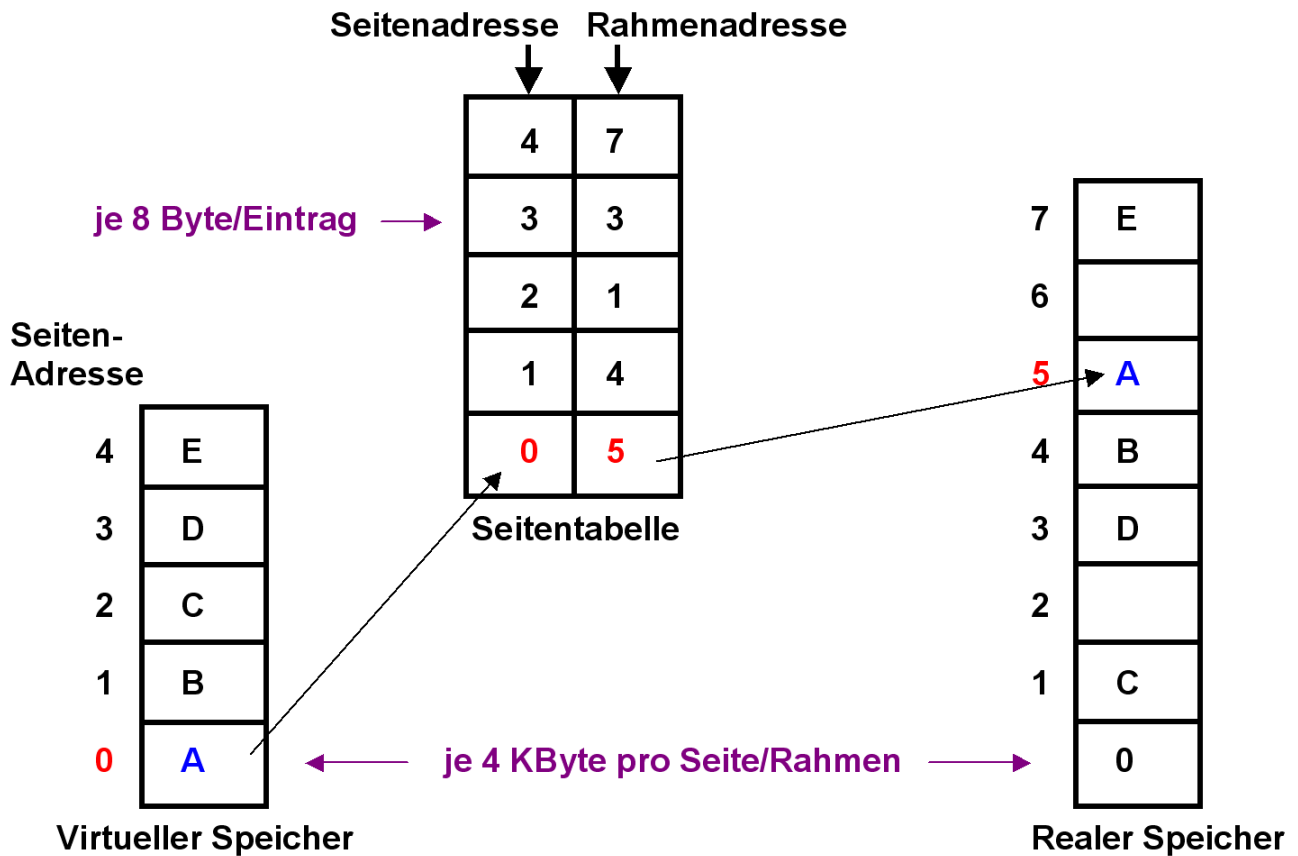 Seitenadresse Rahmenadresse
4 7
je 8 Byte/Eintrag
3 3
2 1
1 4
0 5
Seitentabelle
Seiten-
Adresse
4 E
3 D
2 C
1 B
0 A
Virtueller Speicher
je 4 KByte pro Seite/Rahmen
7 E
6
5 A
4 B
3 D
2
1 C
0
Realer Speicher